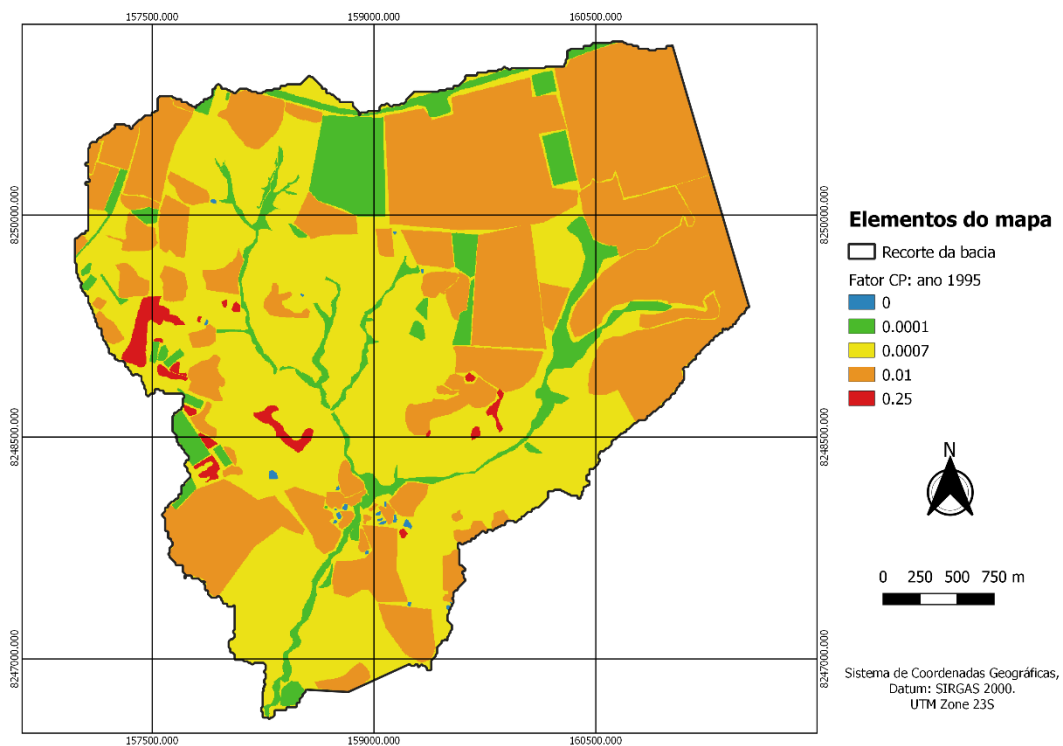 157500.000
159000.000
160500.000
8250000.000
8250000.000
8248500.000
8248500.000
8247000.000
8247000.000
157500.000
159000.000
160500.000
Elementos do mapa
Recorte da bacia
Fator CP: ano 1995
0
0.0001
0.0007
0.01
0.25
N
0 250 500 750 m
Sistema de Coordenadas Geográficas,
Datum: SIRGAS 2000.
UTM Zone 23S